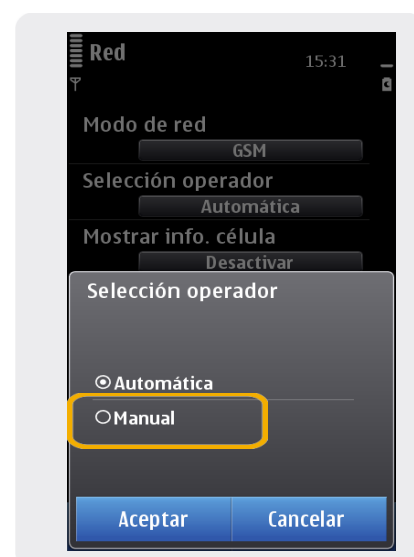 Red
15:31
Modo de red
GSM
Selección operador
Automática
Mostrar info. célula
Desactivar
Selección operador
Automática
Manual
Aceptar Cancelar